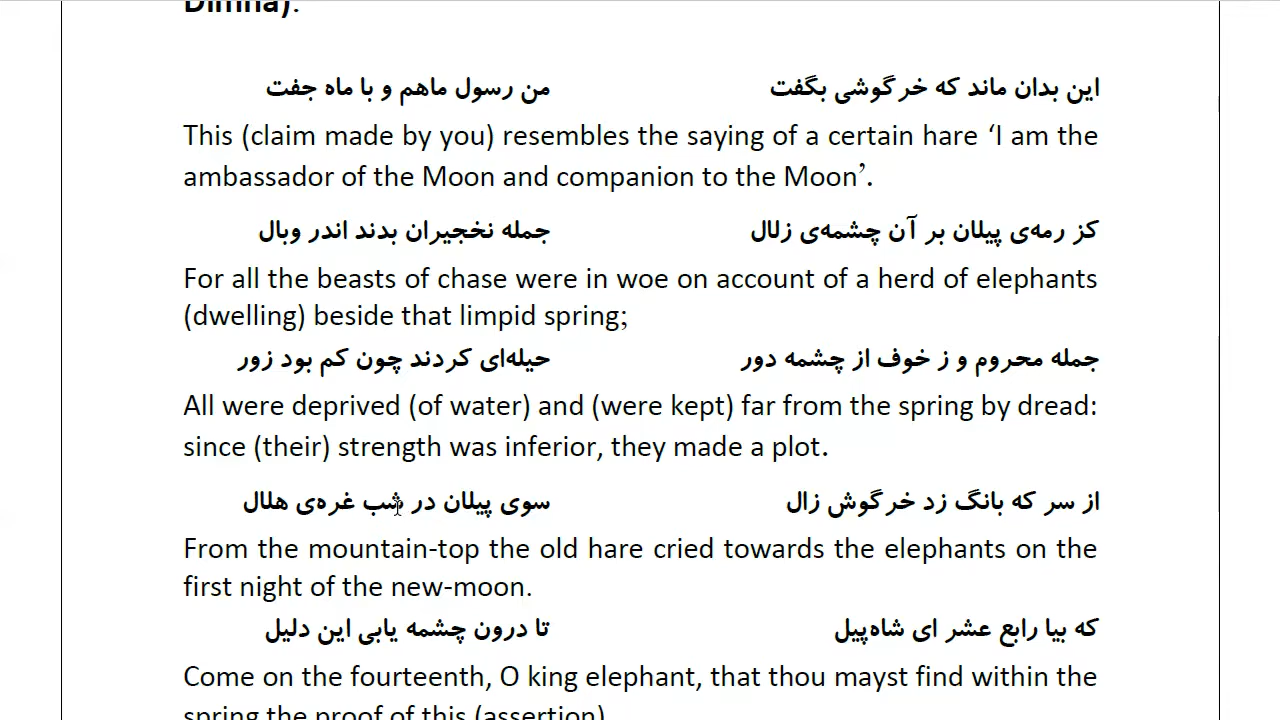 Dimna).
این بدان ماند که خرگوشی بگفت من رسول ماهم و با ماه جفت
This (claim made by you) resembles the saying of a certain hare ‘I am the
ambassador of the Moon and companion to the Moon’.
کز رمه‌ی پیلان بر آن چشمه‌ی زلال جمله نخجیران بدند اندر وبال
For all the beasts of chase were in woe on account of a herd of elephants
(dwelling) beside that limpid spring;
جمله محروم و ز خوف از چشمه دور حیله‌ای کردند چون کم بود زور
All were deprived (of water) and (were kept) far from the spring by dread:
since (their) strength was inferior, they made a plot.
از سر که بانگ زد خرگوش زال سوی پیلان در شب غره‌ی هلال
From the mountain-top the old hare cried towards the elephants on the
first night of the new-moon.
که بیا رابع عشر ای شاه‌پیل تا درون چشمه یابی این دلیل
Come on the fourteenth, O king elephant, that thou mayst find within the
spring the proof of this (assertion)